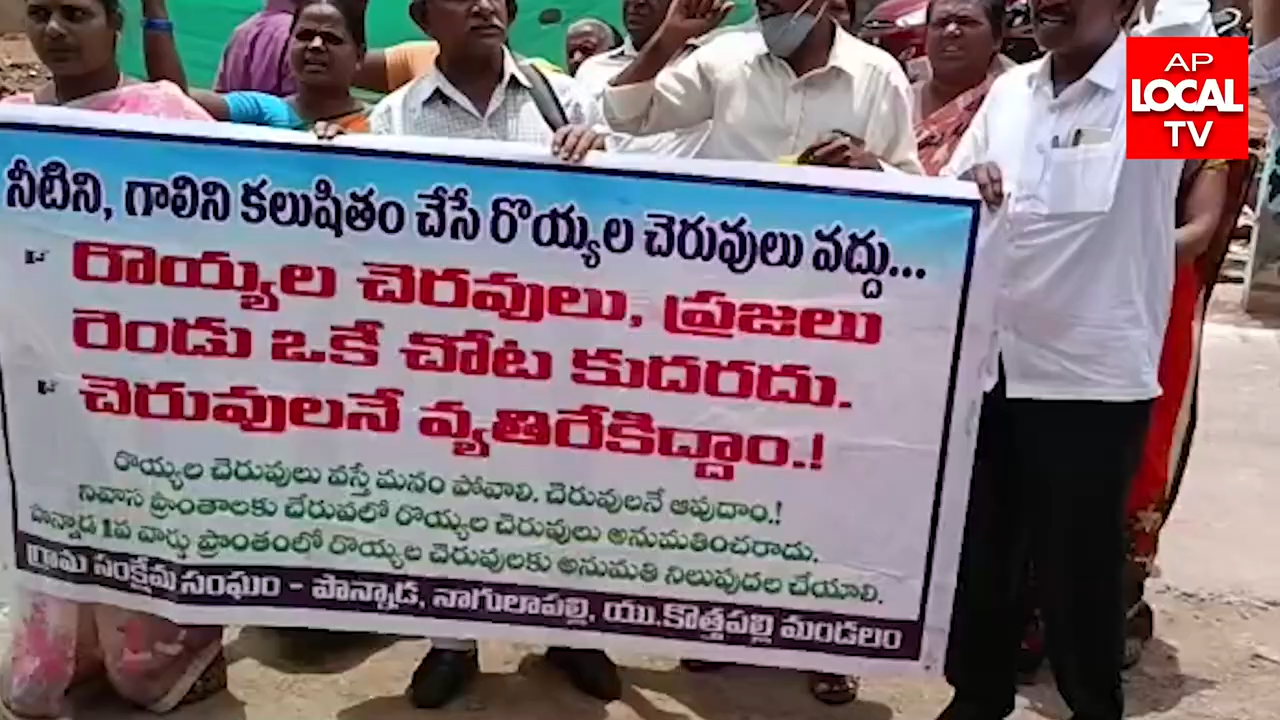 AP
LOCAL
TV
నీటిని, గాలిని కలుషితం చేసే రొయ్యల చెరువులు వద్దు...
రొయ్యల చెరవులు, ప్రజలు
రెండు ఒకే చోట కుదరదు.
చెరువులనే వ్యతిరేకిద్దాం.!
రొయ్యల చెరువులు వస్తే మనం పోవాలి. చెరువులనే ఆపుదాం.!
నివాస ప్రాంతాలకు చేరువలో రొయ్యల చెరువులు అనుమతించరాదు.
పొన్నాడ 1వ వార్డు ప్రాంతంలో రొయ్యల చెరువులకు అనుమతి నిలుపుదల చేయాలి.
గ్రామ సంక్షేమ సంఘం - పొన్నాడ, నాగులాపల్లి, యు.కొత్తపల్లి మండలం